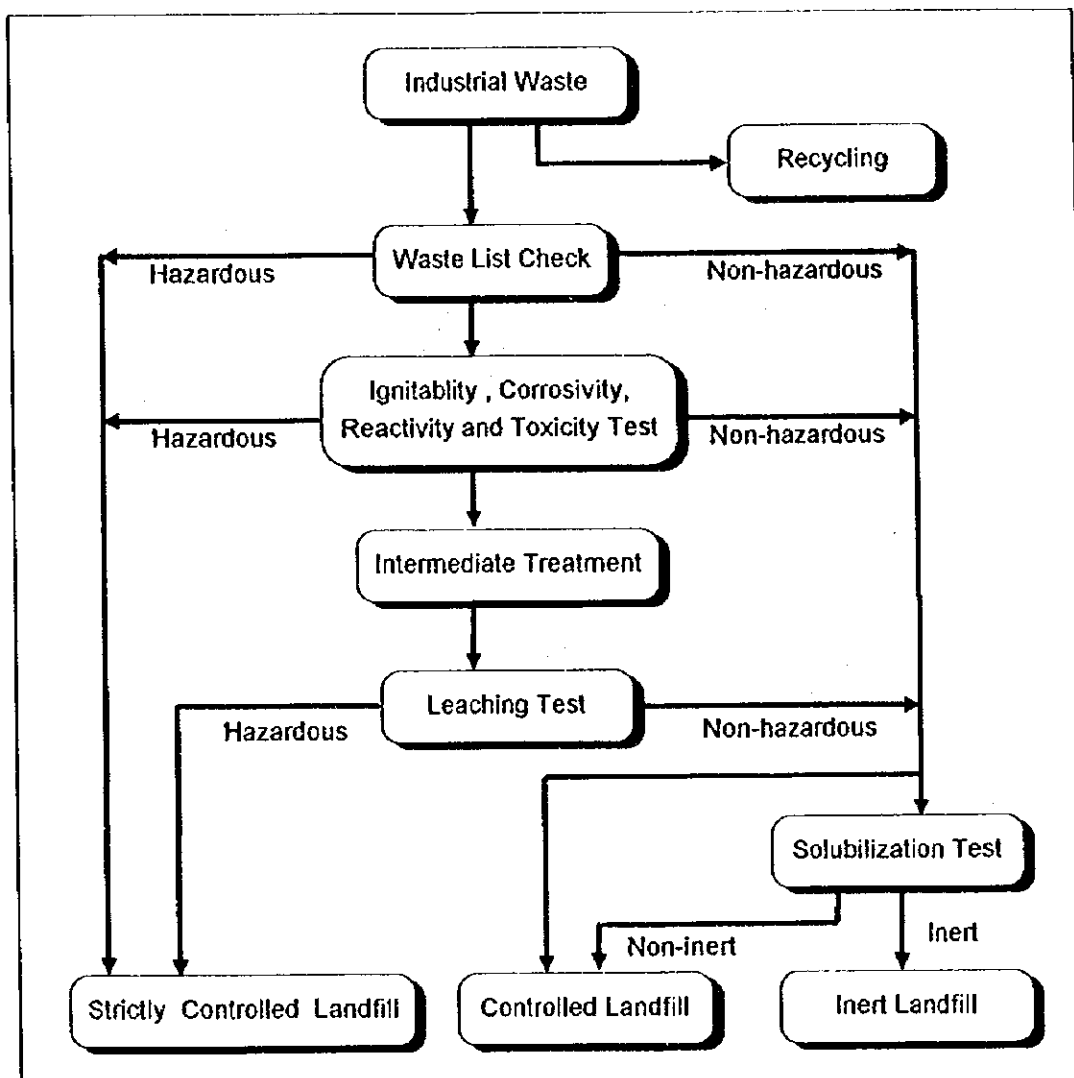 Industrial Waste
Recycling
Waste List Check
Hazardous
Non-hazardous
Ignitablity , Corrosivity,
Reactivity and Toxicity Test
Hazardous
Non-hazardous
Intermediate Treatment
Leaching Test
Hazardous
Non-hazardous
Solubilization Test
Non-inert
Inert
Strictly Controlled Landfill
Controlled Landfill
Inert Landfill